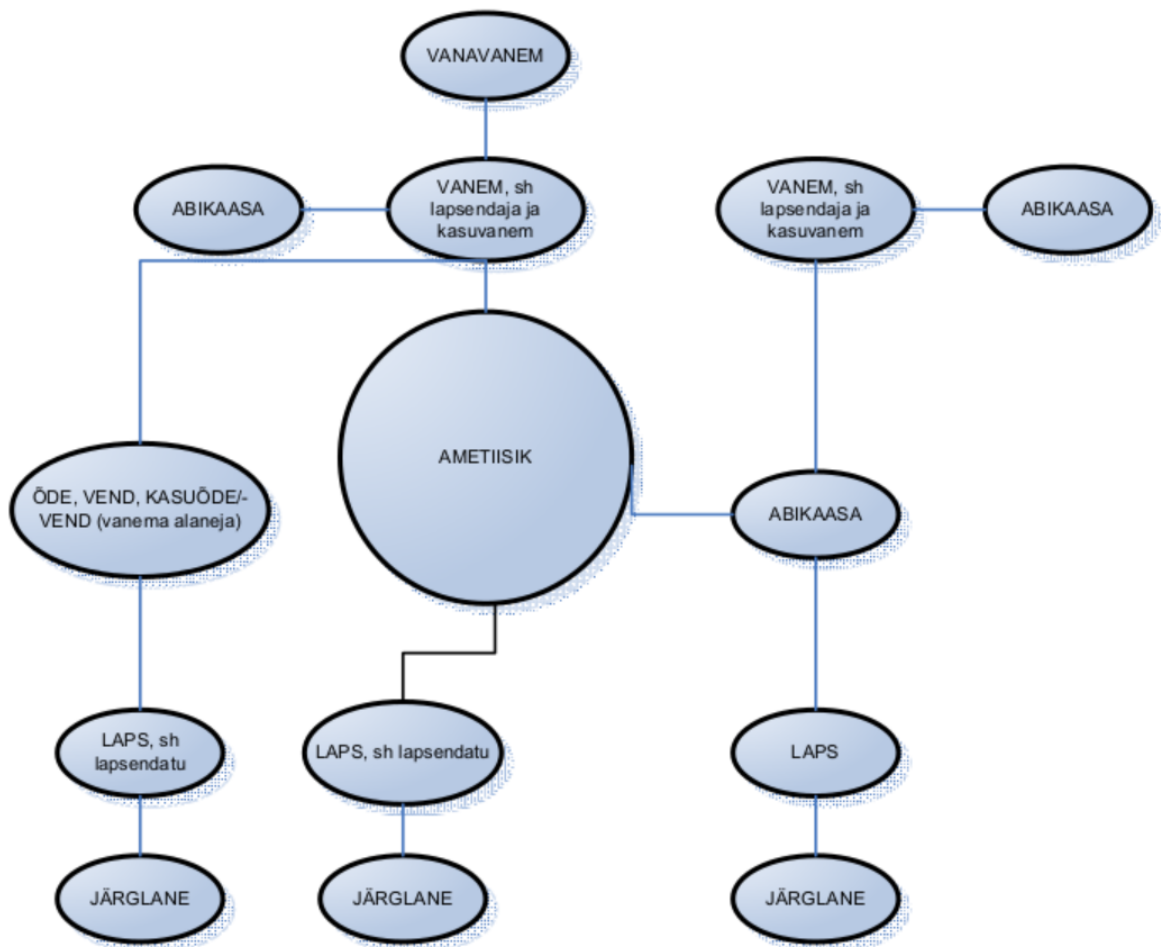 VANAVANEM
ABIKAASA
VANEM, sh
lapsendaja ja
kasuvanem
VANEM, sh
lapsendaja ja
kasuvanem
ABIKAASA
AMETIISIK
ÕDE, VEND, KASUÕDE/-
VEND (vanema alaneja)
ABIKAASA
LAPS, sh
lapsendatu
LAPS, sh lapsendatu
LAPS
JÄRGLANE
JÄRGLANE
JÄRGLANE